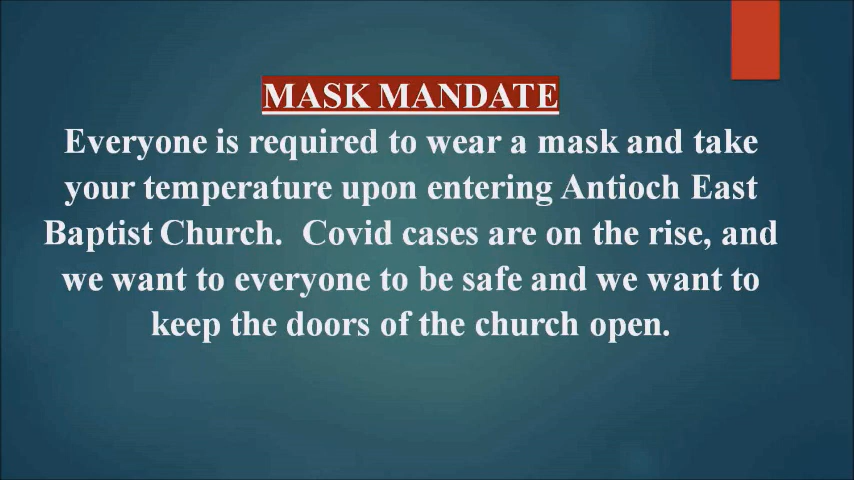 MASK MANDATE
Everyone is required to wear a mask and take
your temperature upon entering Antioch East
Baptist Church.  Covid cases are on the rise, and
we want to everyone to be safe and we want to
keep the doors of the church open.